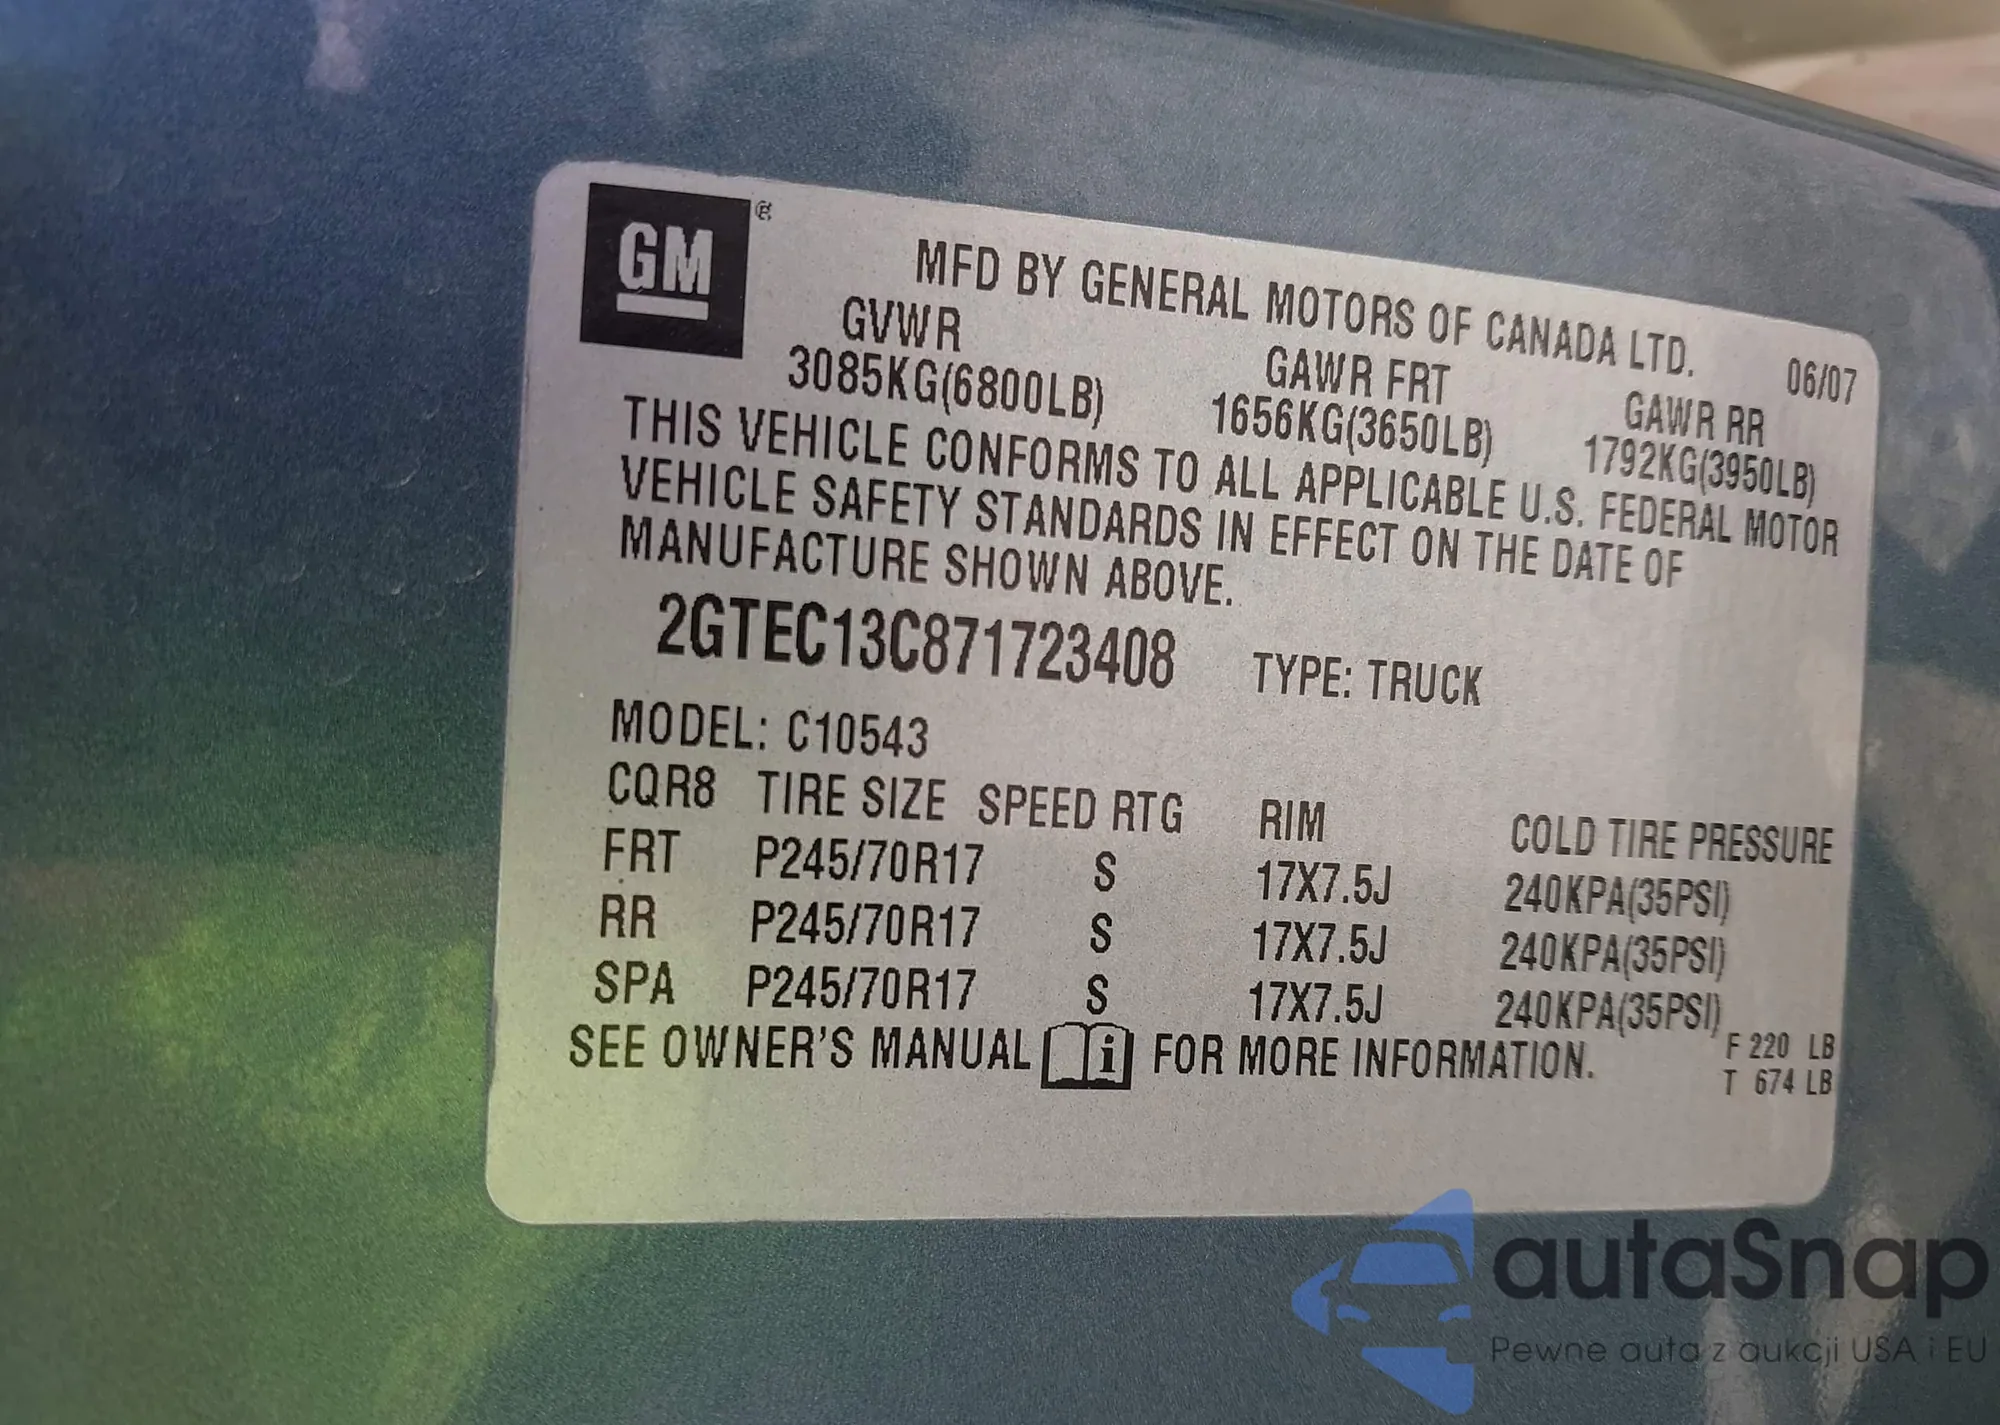 GM ®
MFD BY GENERAL MOTORS OF CANADA LTD. 06/07
GVWR GAWR FRT GAWR RR
3085KG(6800LB) 1656KG(3650LB) 1792KG(3950LB)
THIS VEHICLE CONFORMS TO ALL APPLICABLE U.S. FEDERAL MOTOR
VEHICLE SAFETY STANDARDS IN EFFECT ON THE DATE OF
MANUFACTURE SHOWN ABOVE.
2GTEC13C871723408 TYPE: TRUCK
MODEL: C10543
CQR8 TIRE SIZE SPEED RTG RIM COLD TIRE PRESSURE
FRT P245/70R17 S 17X7.5J 240KPA(35PSI)
RR P245/70R17 S 17X7.5J 240KPA(35PSI)
SPA P245/70R17 S 17X7.5J 240KPA(35PSI)
SEE OWNER'S MANUAL i FOR MORE INFORMATION.
F 220 LB
T 674 LB
autaSnap
Pewne auta z aukcji USA i EU